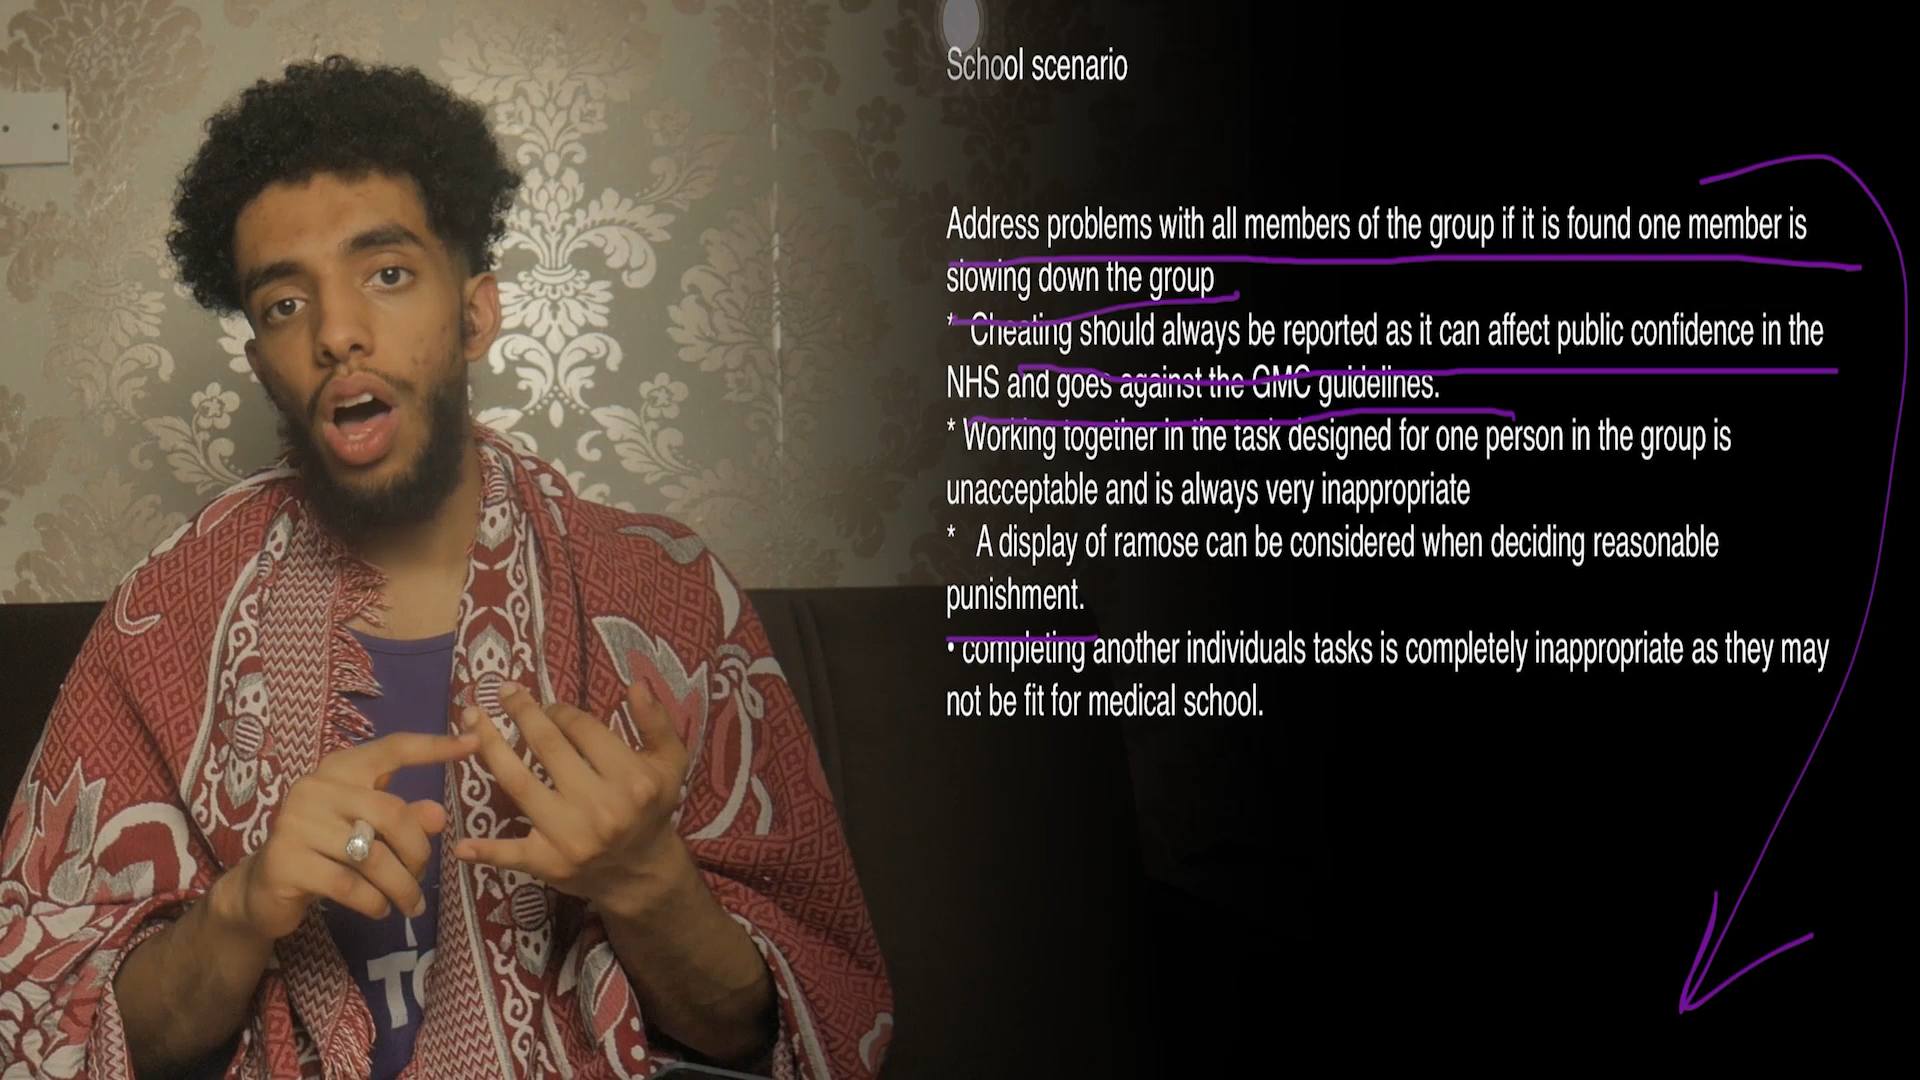 School scenario
Address problems with all members of the group if it is found one member is
slowing down the group
* Cheating should always be reported as it can affect public confidence in the
NHS and goes against the GMC guidelines.
* Working together in the task designed for one person in the group is
unacceptable and is always very inappropriate
* A display of ramose can be considered when deciding reasonable
punishment.
• completing another individuals tasks is completely inappropriate as they may
not be fit for medical school.